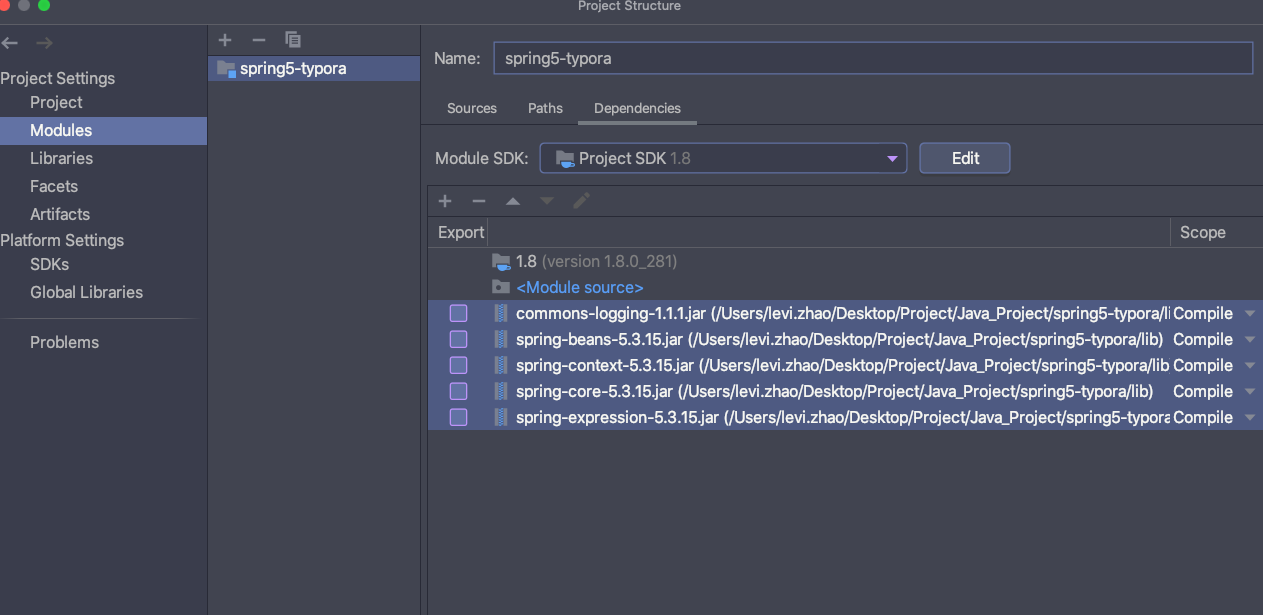 Project Structure
Project Settings
Project
Modules
Libraries
Facets
Artifacts
Platform Settings
SDKs
Global Libraries
Problems
spring5-typora
Name: spring5-typora
Sources Paths Dependencies
Module SDK: Project SDK 1.8 Edit
Export Scope
1.8 (version 1.8.0_281)
<Module source>
commons-logging-1.1.1.jar (/Users/levi.zhao/Desktop/Project/Java_Project/spring5-typora/li Compile
spring-beans-5.3.15.jar (/Users/levi.zhao/Desktop/Project/Java_Project/spring5-typora/lib) Compile
spring-context-5.3.15.jar (/Users/levi.zhao/Desktop/Project/Java_Project/spring5-typora/lib Compile
spring-core-5.3.15.jar (/Users/levi.zhao/Desktop/Project/Java_Project/spring5-typora/lib) Compile
spring-expression-5.3.15.jar (/Users/levi.zhao/Desktop/Project/Java_Project/spring5-typora Compile